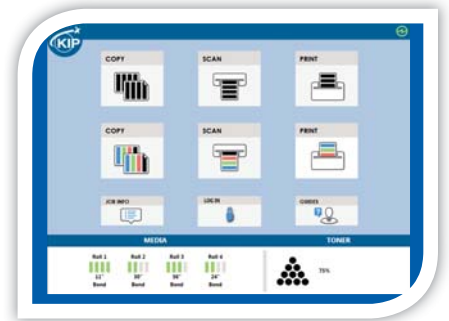 KIP
COPY SCAN PRINT
COPY SCAN PRINT
JOB INFO LOG IN GUIDES
MEDIA TONER
Roll 1 Roll 2 Roll 3 Roll 4
Bond Bond Bond Bond